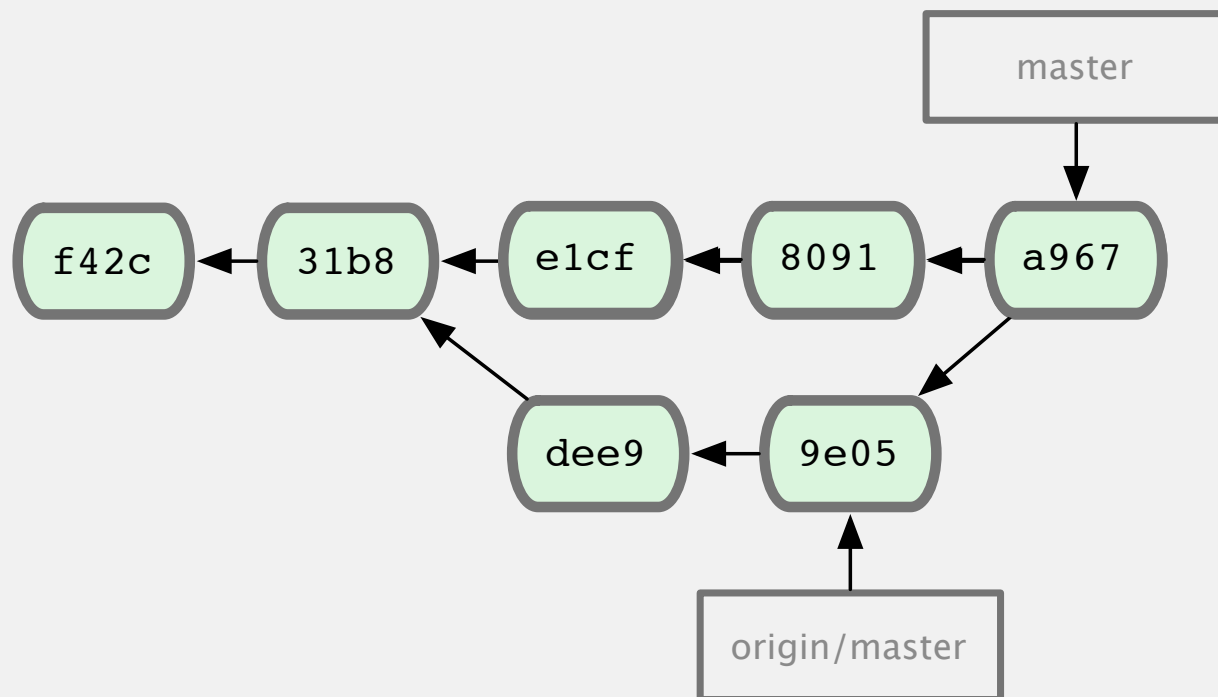 master
f42c
31b8
e1cf
8091
a967
dee9
9e05
origin/master